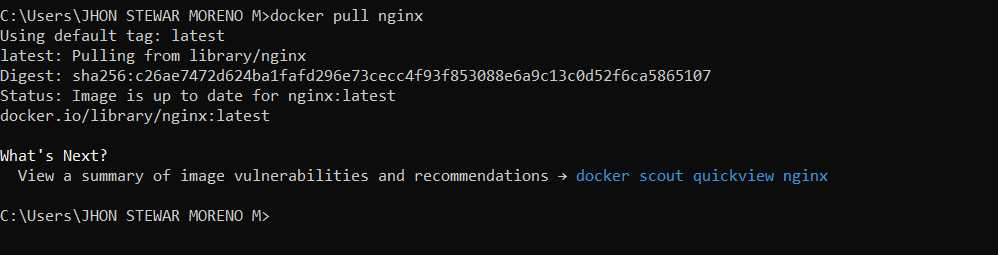 C:\Users\JHON STEWAR MORENO M>docker pull nginx
Using default tag: latest
latest: Pulling from library/nginx
Digest: sha256:c26ae7472d624ba1fafd296e73cecc4f93f853088e6a9c13c0d52f6ca5865107
Status: Image is up to date for nginx:latest
docker.io/library/nginx:latest
What's Next?
View a summary of image vulnerabilities and recommendations → docker scout quickview nginx
C:\Users\JHON STEWAR MORENO M>